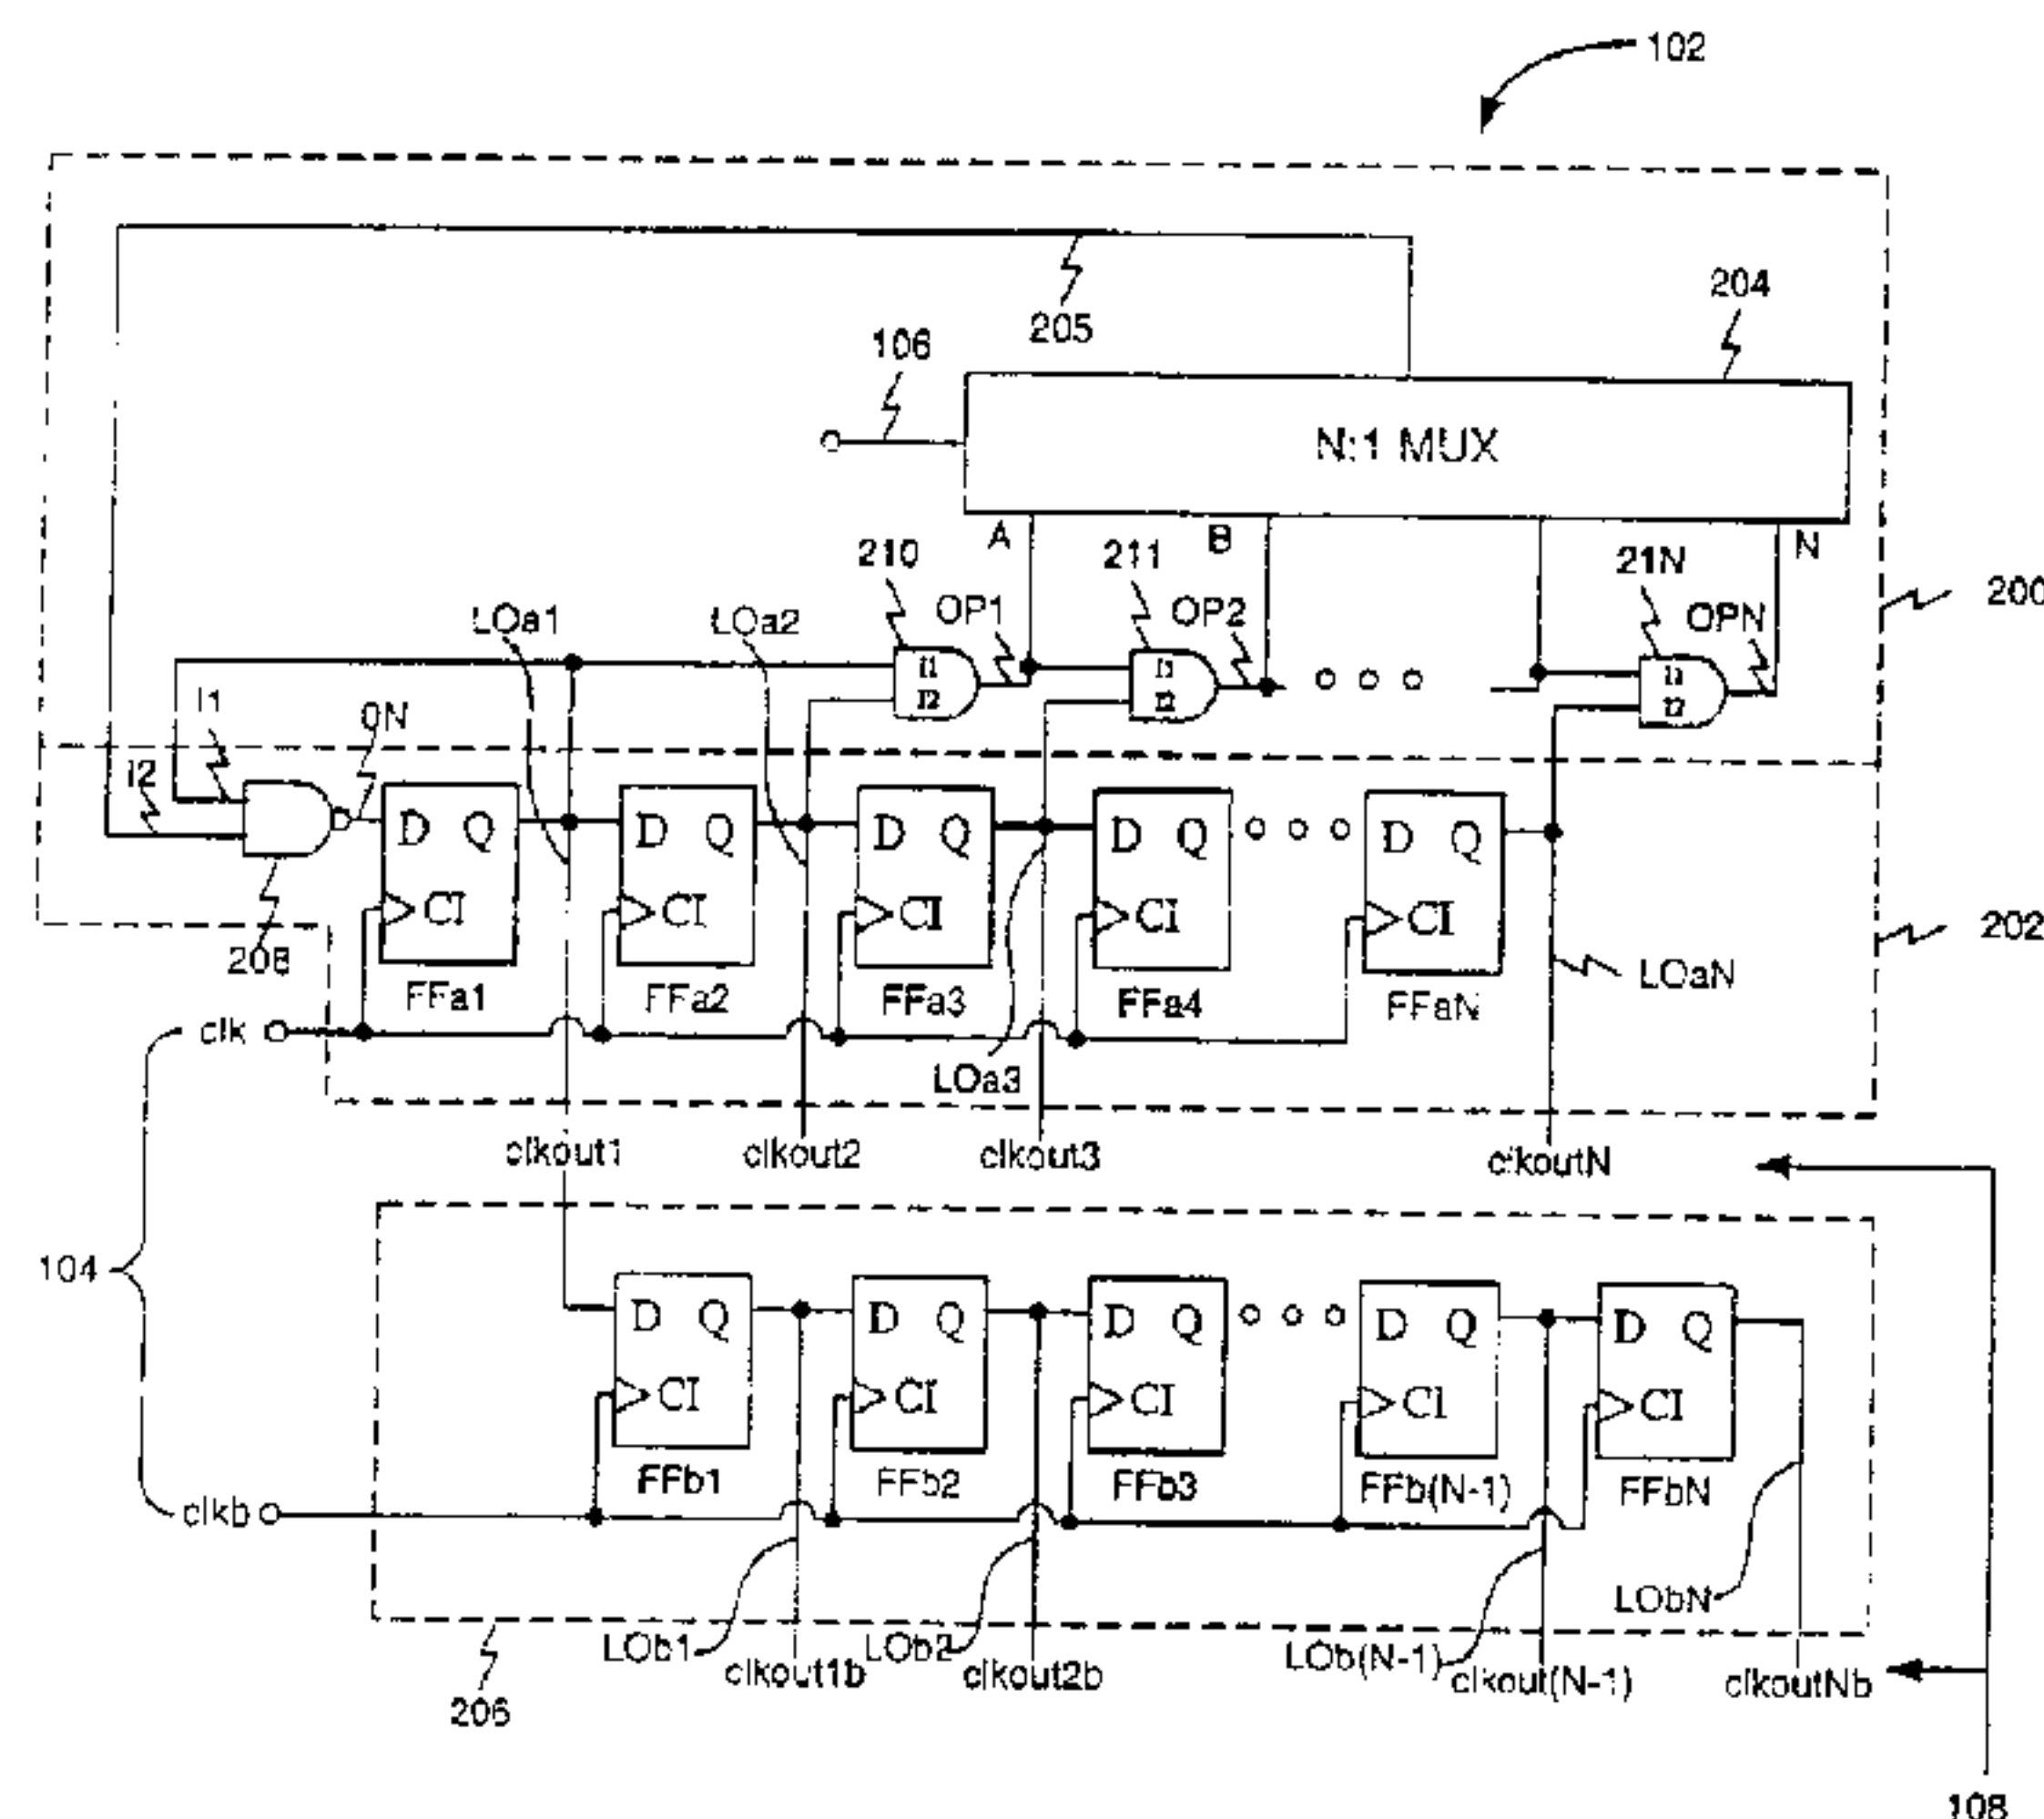 102
204
205
106
N:1 MUX
A
B
N
210
211
21N
200
LOa1
LOa2
OP1
OP2
OPN
I1
I2
I1
I2
I1
I2
I1
I2
0N
D Q
D Q
D Q
D Q
D Q
CI
CI
CI
CI
CI
208
202
FFa1
FFa2
FFa3
FFa4
FFaN
LOaN
clk
LOa3
clkout1
clkout2
clkout3
clkoutN
104
D Q
D Q
D Q
D Q
D Q
CI
CI
CI
CI
CI
FFb1
FFb2
FFb3
FFb(N-1)
FFbN
clkb
LObN
LOb1
LOb2
LOb(N-1)
clkout1b
clkout2b
clkout(N-1)
clkoutNb
206
108